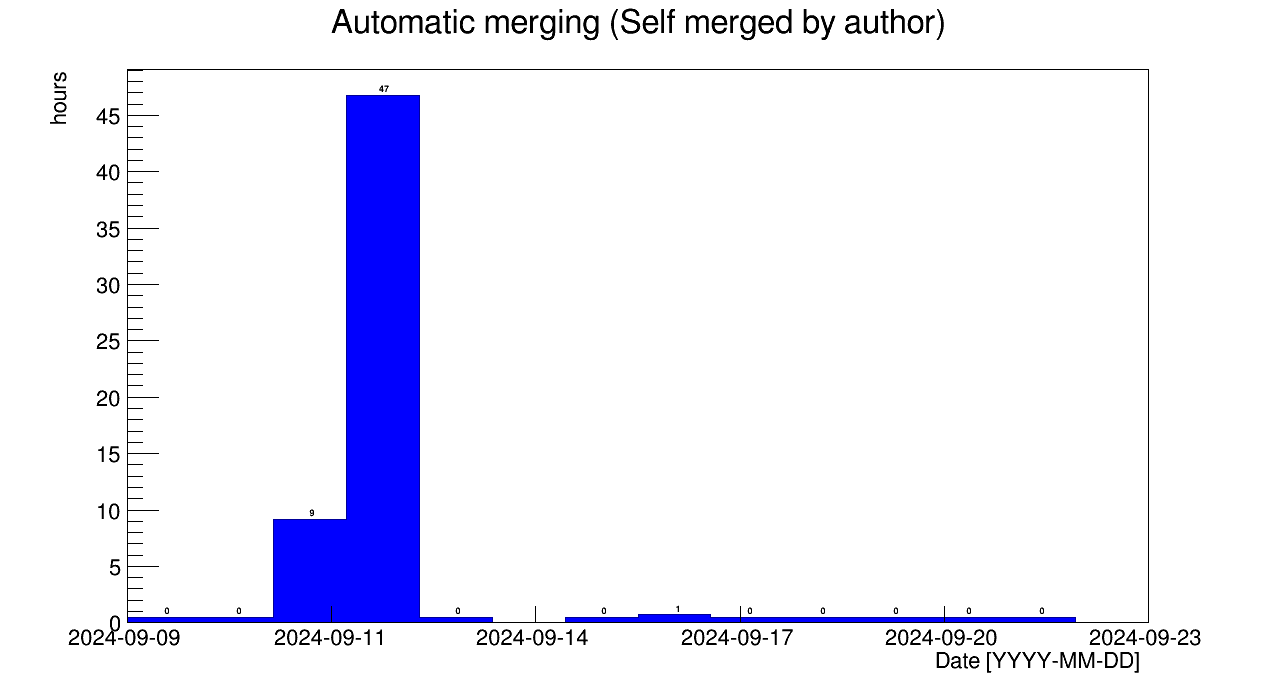 Automatic merging (Self merged by author)
hours
45
40
35
30
25
20
15
10
5
0
47
9
0 0 0 0 1 0 0 0 0 0
2024-09-09 2024-09-11 2024-09-14 2024-09-17 2024-09-20 2024-09-23
Date [YYYY-MM-DD]